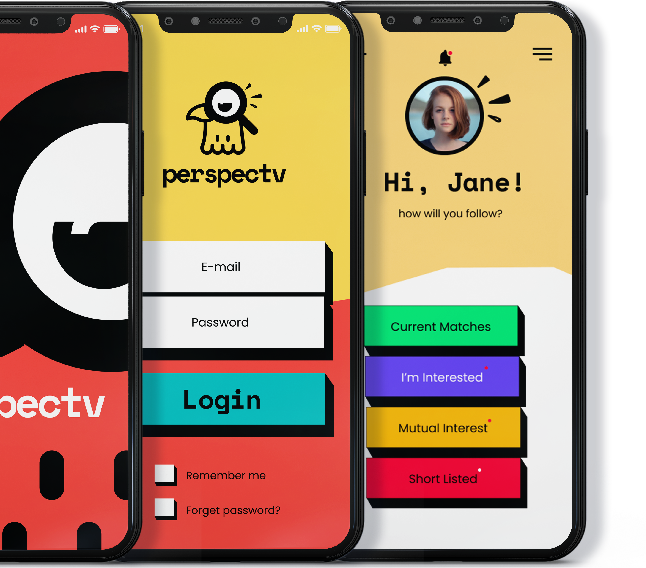 pectv
perspectv
E-mail
Password
Login
Remember me
Forget password?
Hi, Jane!
how will you follow?
Current Matches
I'm Interested
Mutual Interest
Short Listed